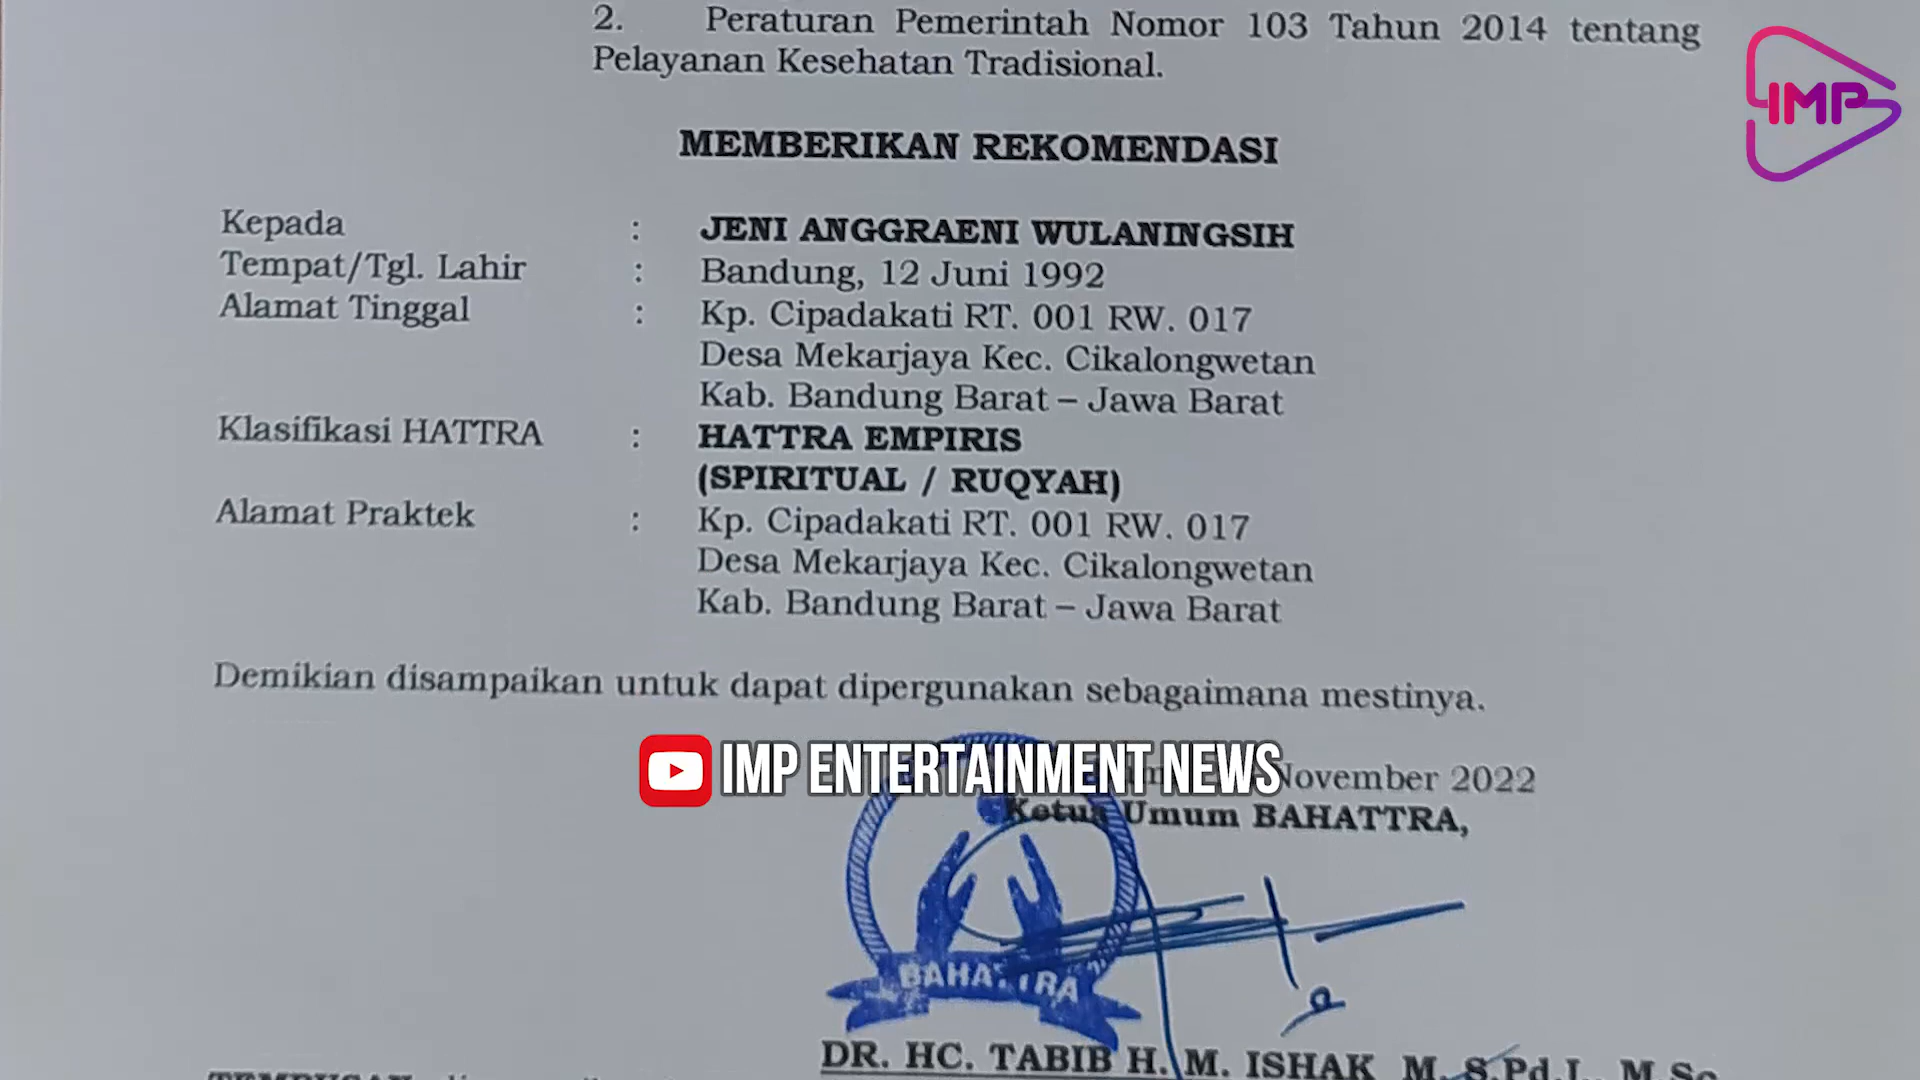 2. Peraturan Pemerintah Nomor 103 Tahun 2014 tentang
Pelayanan Kesehatan Tradisional.
IMP
MEMBERIKAN REKOMENDASI
Kepada : JENI ANGGRAENI WULANINGSIH
Tempat/Tgl. Lahir : Bandung, 12 Juni 1992
Alamat Tinggal : Kp. Cipadakati RT. 001 RW. 017
Desa Mekarjaya Kec. Cikalongwetan
Kab. Bandung Barat – Jawa Barat
Klasifikasi HATTRA : HATTRA EMPIRIS
(SPIRITUAL / RUQYAH)
Alamat Praktek : Kp. Cipadakati RT. 001 RW. 017
Desa Mekarjaya Kec. Cikalongwetan
Kab. Bandung Barat – Jawa Barat
Demikian disampaikan untuk dapat dipergunakan sebagaimana mestinya.
IMP ENTERTAINMENT NEWS
November 2022
Ketua Umum BAHATTRA,
BAHATTRA
DR. HC. TABIB H. M. ISHAK M. S.Pd.I., M.So